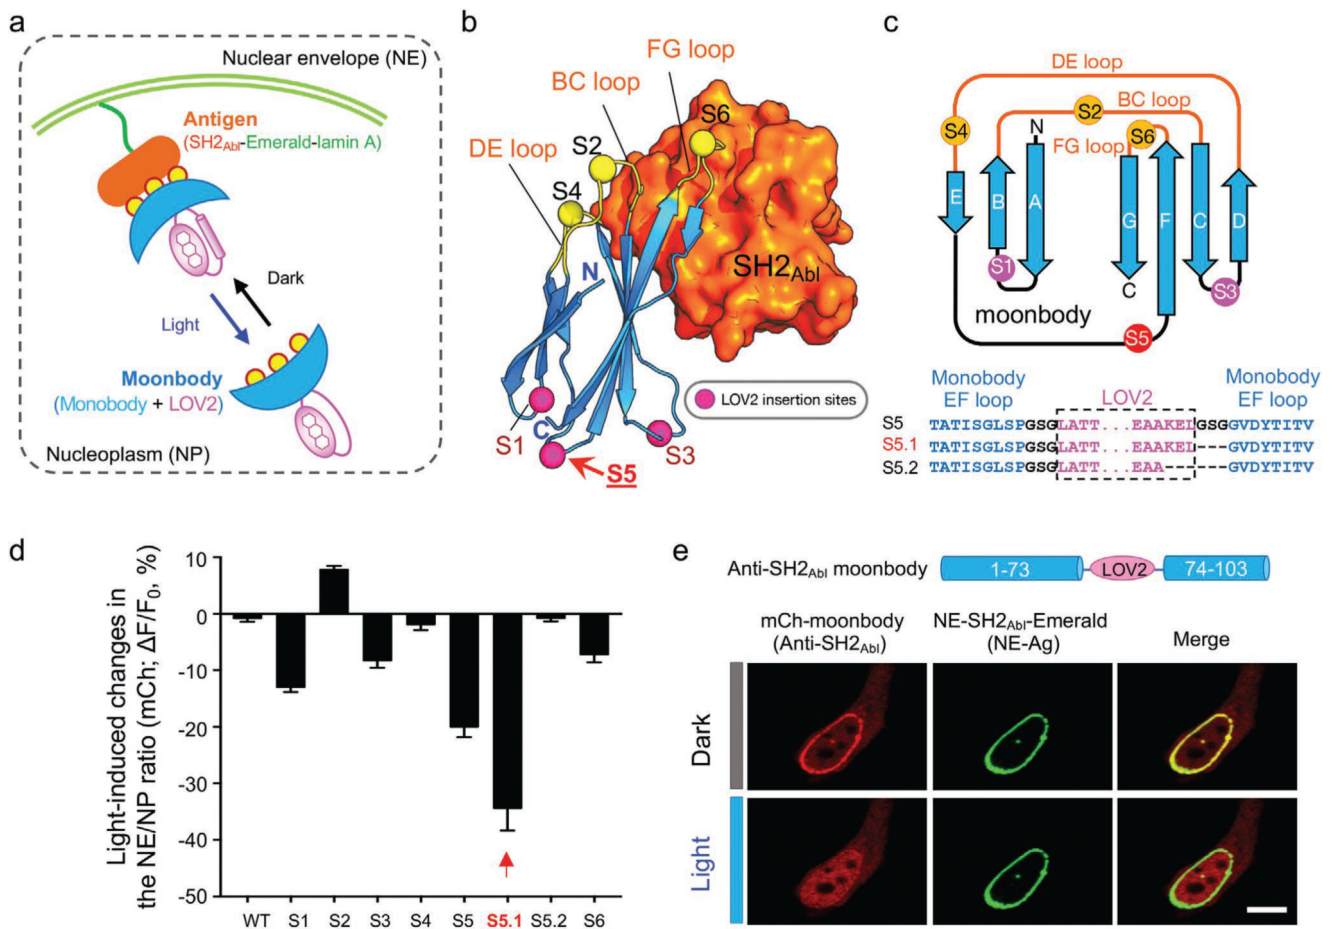 a
Nuclear envelope (NE)
Antigen
(SH2Abl-Emerald-lamin A)
Dark
Light
Moonbody
(Monobody + LOV2)
Nucleoplasm (NP)
b
FG loop
BC loop
DE loop
S6
S2
S4
N
SH2Abl
LOV2 insertion sites
S1
C
S3
S5
c
DE loop
S2
BC loop
S4
N
S6
FG loop
E
B
A
G
F
C
D
S1
C
S3
moonbody
S5
Monobody
EF loop
LOV2
Monobody
EF loop
S5 TATISGLSPGSGLATT...EAAKELGSGGVDYTITV
S5.1 TATISGLSPGSGLATT...EAAKEL---GVDYTITV
S5.2 TATISGLSPGSGLATT...EAA------GVDYTITV
d
Light-induced changes in
the NE/NP ratio (mCh; ΔF/F0, %)
10
0
-10
-20
-30
-40
-50
WT S1 S2 S3 S4 S5 S5.1 S5.2 S6
e
Anti-SH2Abl moonbody
1-73
LOV2
74-103
mCh-moonbody
(Anti-SH2Abl)
NE-SH2Abl-Emerald
(NE-Ag)
Merge
Dark
Light